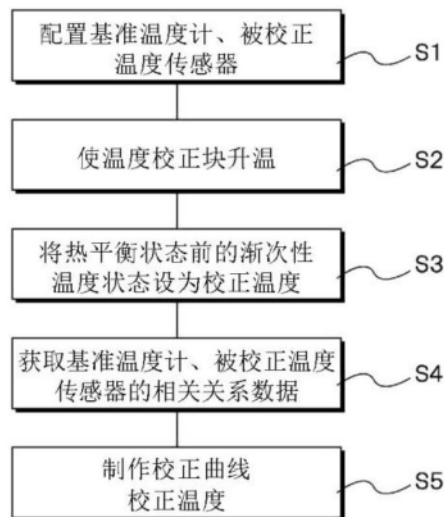 配置基准温度计、被校正
温度传感器
S1
使温度校正块升温
S2
将热平衡状态前的渐次性
温度状态设为校正温度
S3
获取基准温度计、被校正温度
传感器的相关关系数据
S4
制作校正曲线
校正温度
S5